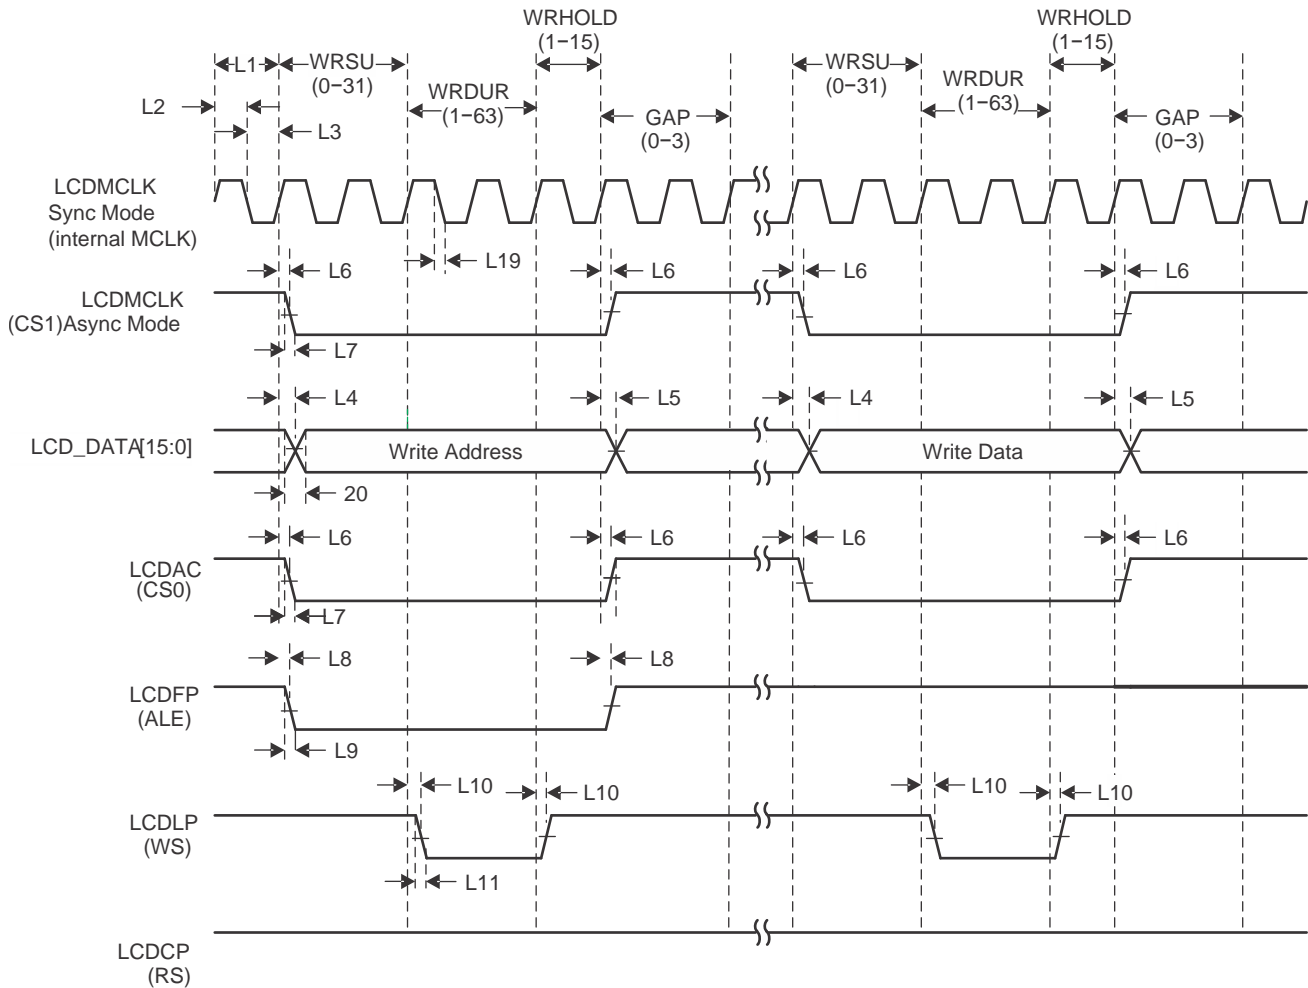 WRHOLD WRHOLD
(1−15) (1−15)
L1 WRSU WRSU
(0−31) (0−31)
WRDUR WRDUR
(1−63) (1−63)
L2 GAP GAP
L3 (0−3) (0−3)
LCDMCLK
Sync Mode
(internal MCLK)
L19
L6 L6 L6 L6
LCDMCLK
(CS1)Async Mode
L7
L4 L5 L4 L5
LCD_DATA[15:0] Write Address Write Data
20
L6 L6 L6 L6
LCDAC
(CS0)
L7
L8 L8
LCDFP
(ALE)
L9
L10 L10 L10 L10
LCDLP
(WS)
L11
LCDCP
(RS)